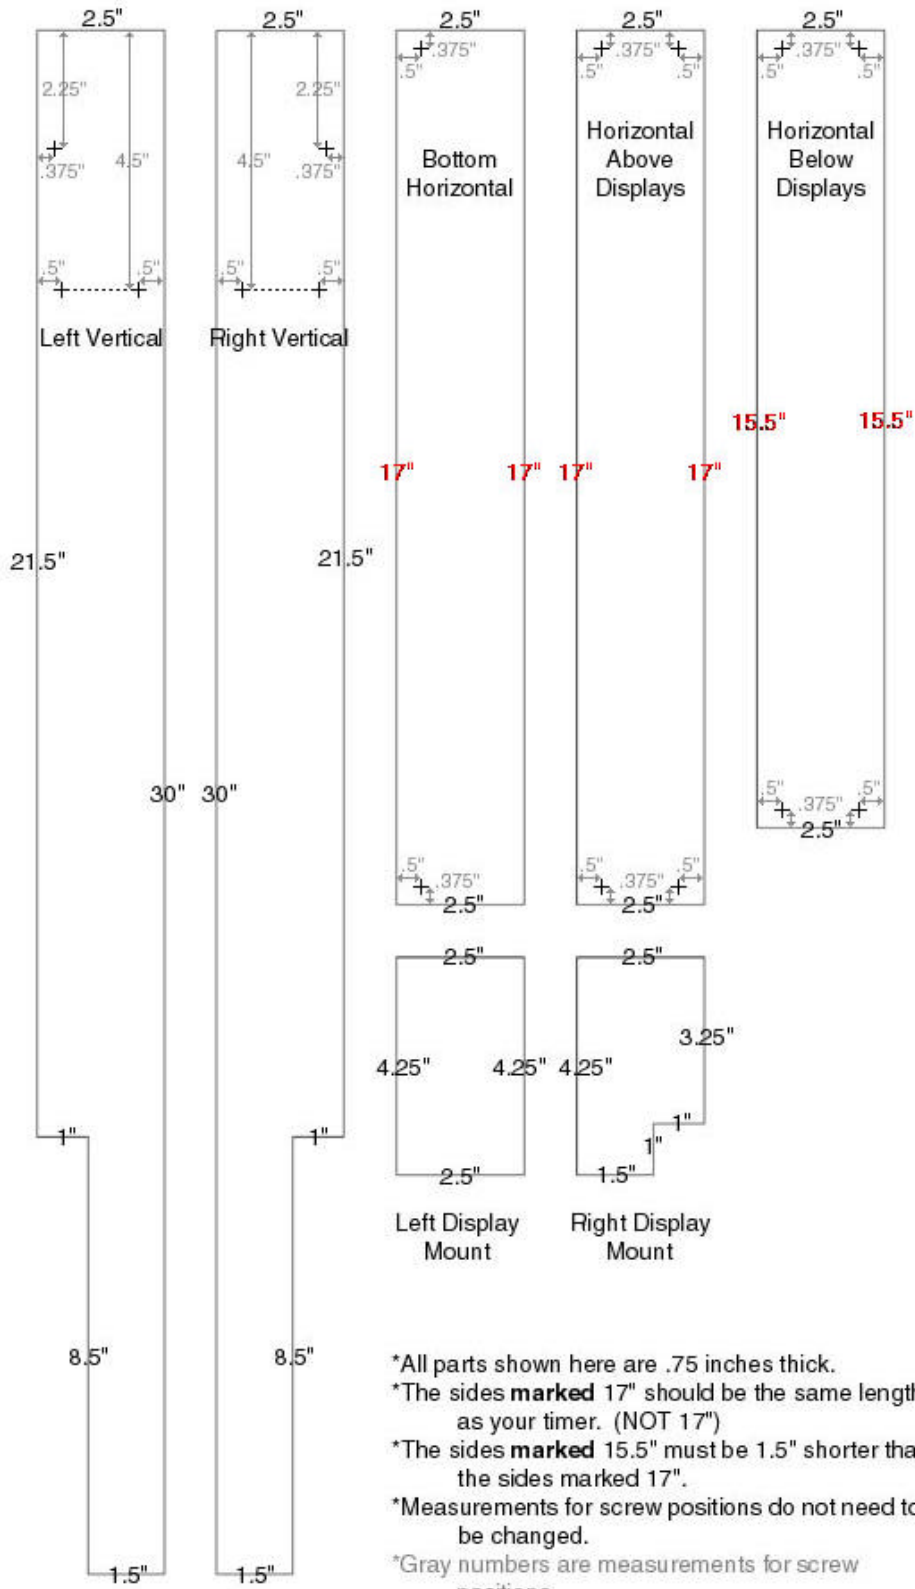 2.5" 2.5" 2.5" 2.5" 2.5"
.375" .375" .375"
.5" .5" .5" .5" .5"
2.25" 2.25"
4.5" 4.5"
.375" .375"
Bottom
Horizontal
Horizontal
Above
Displays
Horizontal
Below
Displays
.5" .5" .5" .5"
Left Vertical Right Vertical
15.5" 15.5"
17" 17" 17" 17"
21.5" 21.5"
30" 30"
.5" .5"
.375"
2.5"
.5" .5" .5"
.375" .375"
2.5" 2.5"
2.5" 2.5"
3.25"
4.25" 4.25" 4.25"
1" 1" 1"
1"
2.5" 1.5"
Left Display
Mount
Right Display
Mount
8.5" 8.5"
*All parts shown here are .75 inches thick.
*The sides marked 17" should be the same length
as your timer. (NOT 17")
*The sides marked 15.5" must be 1.5" shorter tha
the sides marked 17".
*Measurements for screw positions do not need to
be changed.
*Gray numbers are measurements for screw
1.5" 1.5"